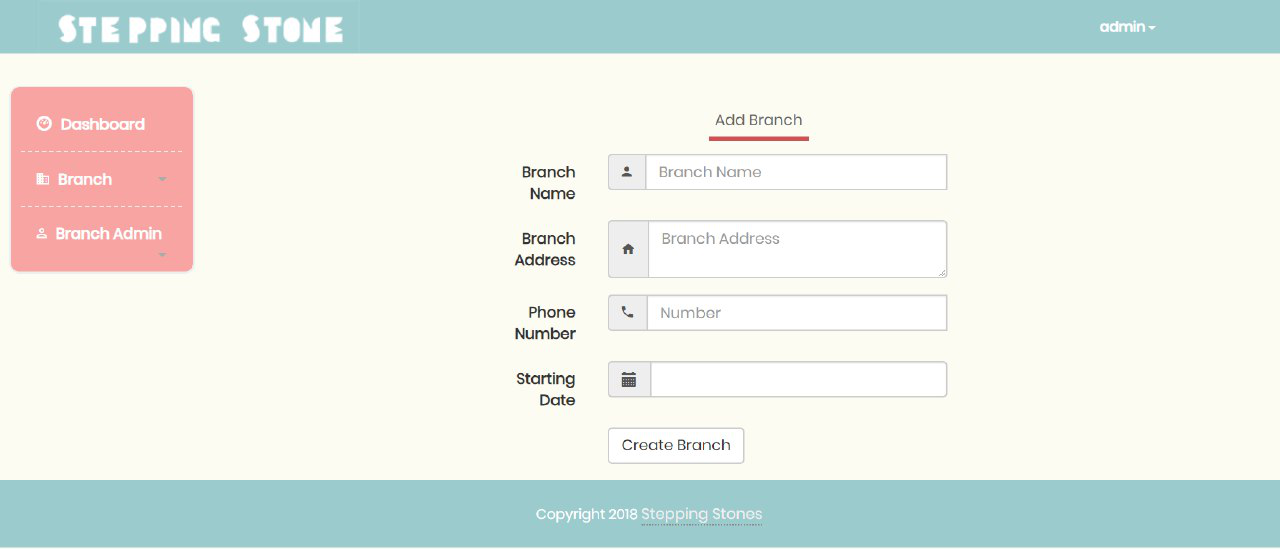 STEPPING STONE
admin
Dashboard
Branch
Branch Admin
Add Branch
Branch
Name
Branch Name
Branch
Address
Branch Address
Phone
Number
Number
Starting
Date
Create Branch
Copyright 2018 Stepping Stones